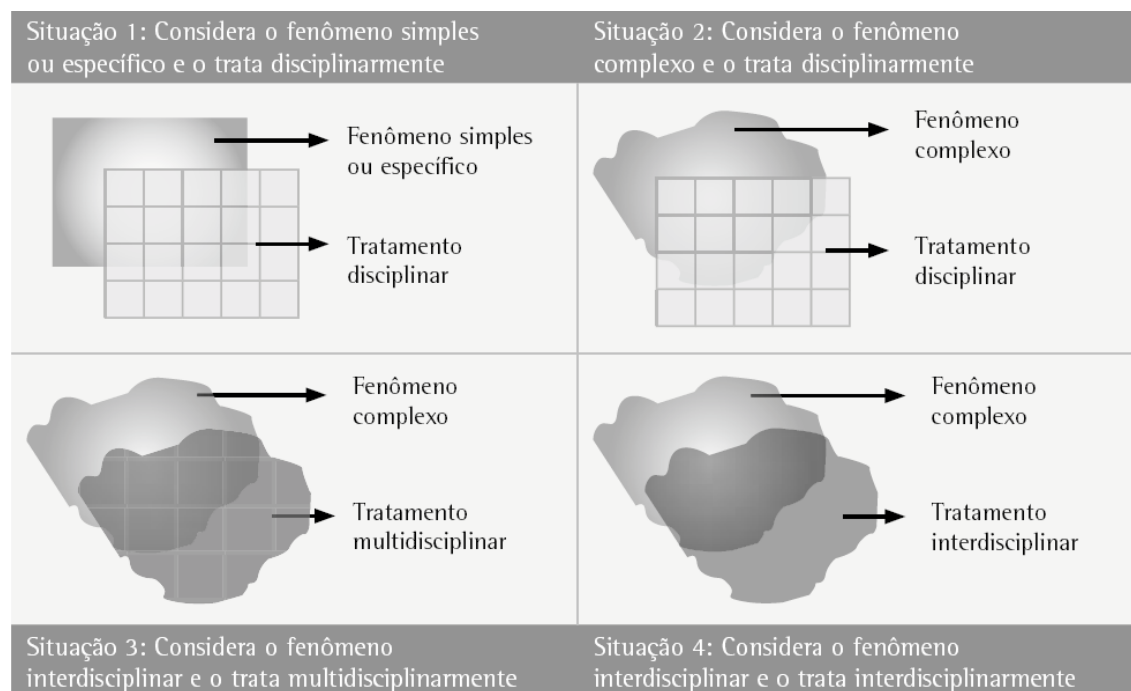 Situação 1: Considera o fenômeno simples
ou específico e o trata disciplinarmente
Situação 2: Considera o fenômeno
complexo e o trata disciplinarmente
Fenômeno simples
ou específico
Tratamento
disciplinar
Fenômeno
complexo
Tratamento
disciplinar
Fenômeno
complexo
Tratamento
multidisciplinar
Fenômeno
complexo
Tratamento
interdisciplinar
Situação 3: Considera o fenômeno
interdisciplinar e o trata multidisciplinarmente
Situação 4: Considera o fenômeno
interdisciplinar e o trata interdisciplinarmente